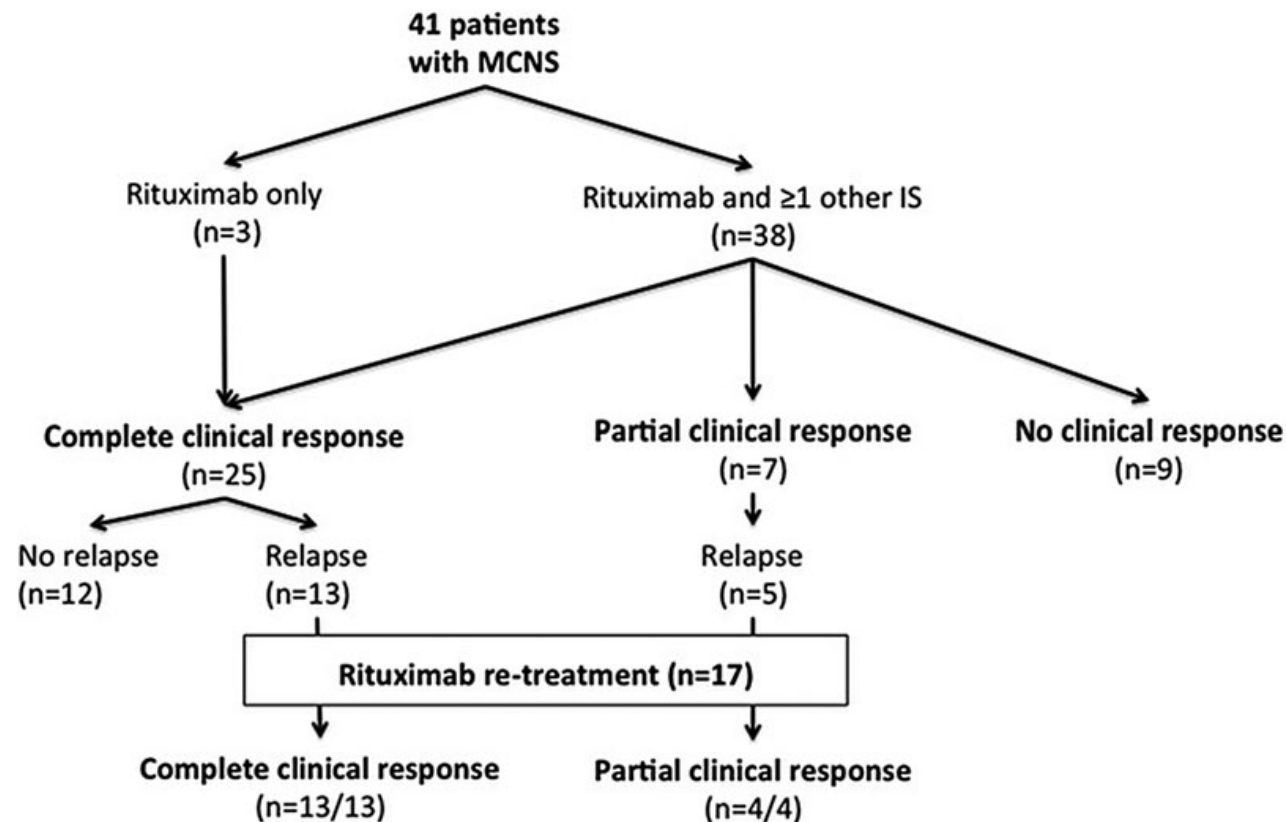 41 patients
with MCNS
Rituximab only
(n=3)
Rituximab and ≥1 other IS
(n=38)
Complete clinical response
(n=25)
Partial clinical response
(n=7)
No clinical response
(n=9)
No relapse
(n=12)
Relapse
(n=13)
Relapse
(n=5)
Rituximab re-treatment (n=17)
Complete clinical response
(n=13/13)
Partial clinical response
(n=4/4)